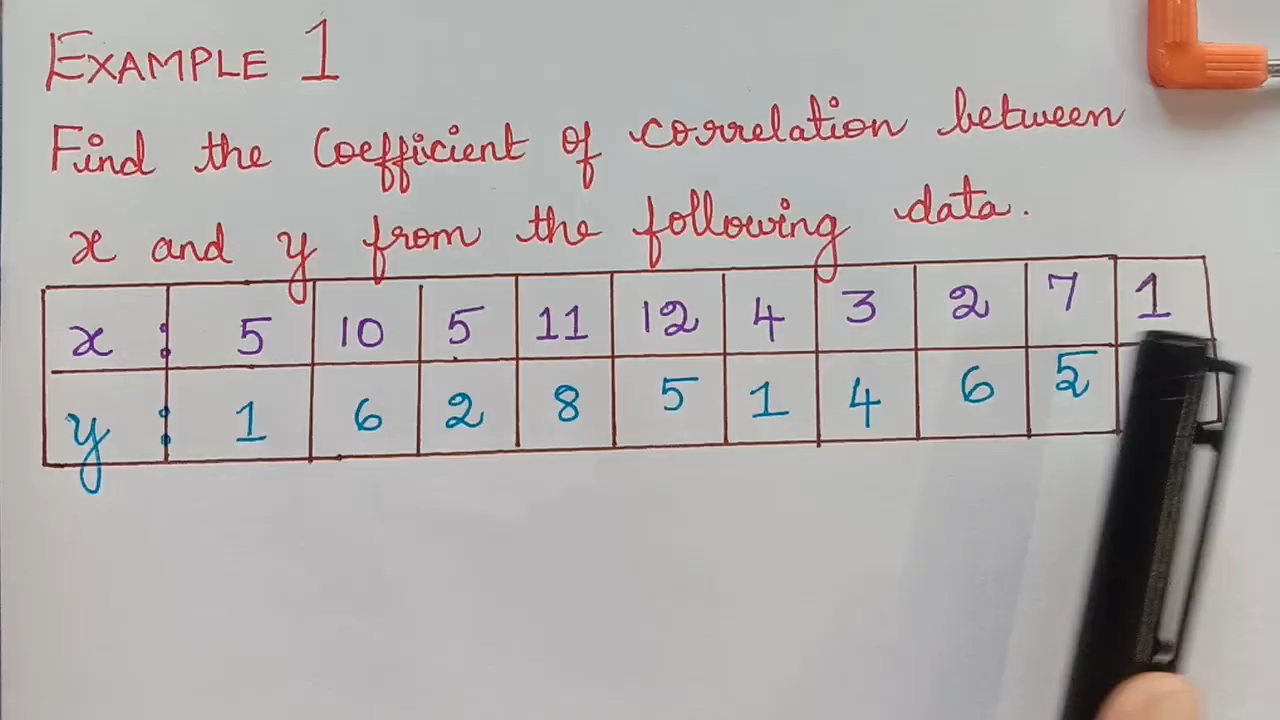 EXAMPLE 1
Find the Coefficient of correlation between
x and y from the following data.
x : 5 10 5 11 12 4 3 2 7 1
y : 1 6 2 8 5 1 4 6 5